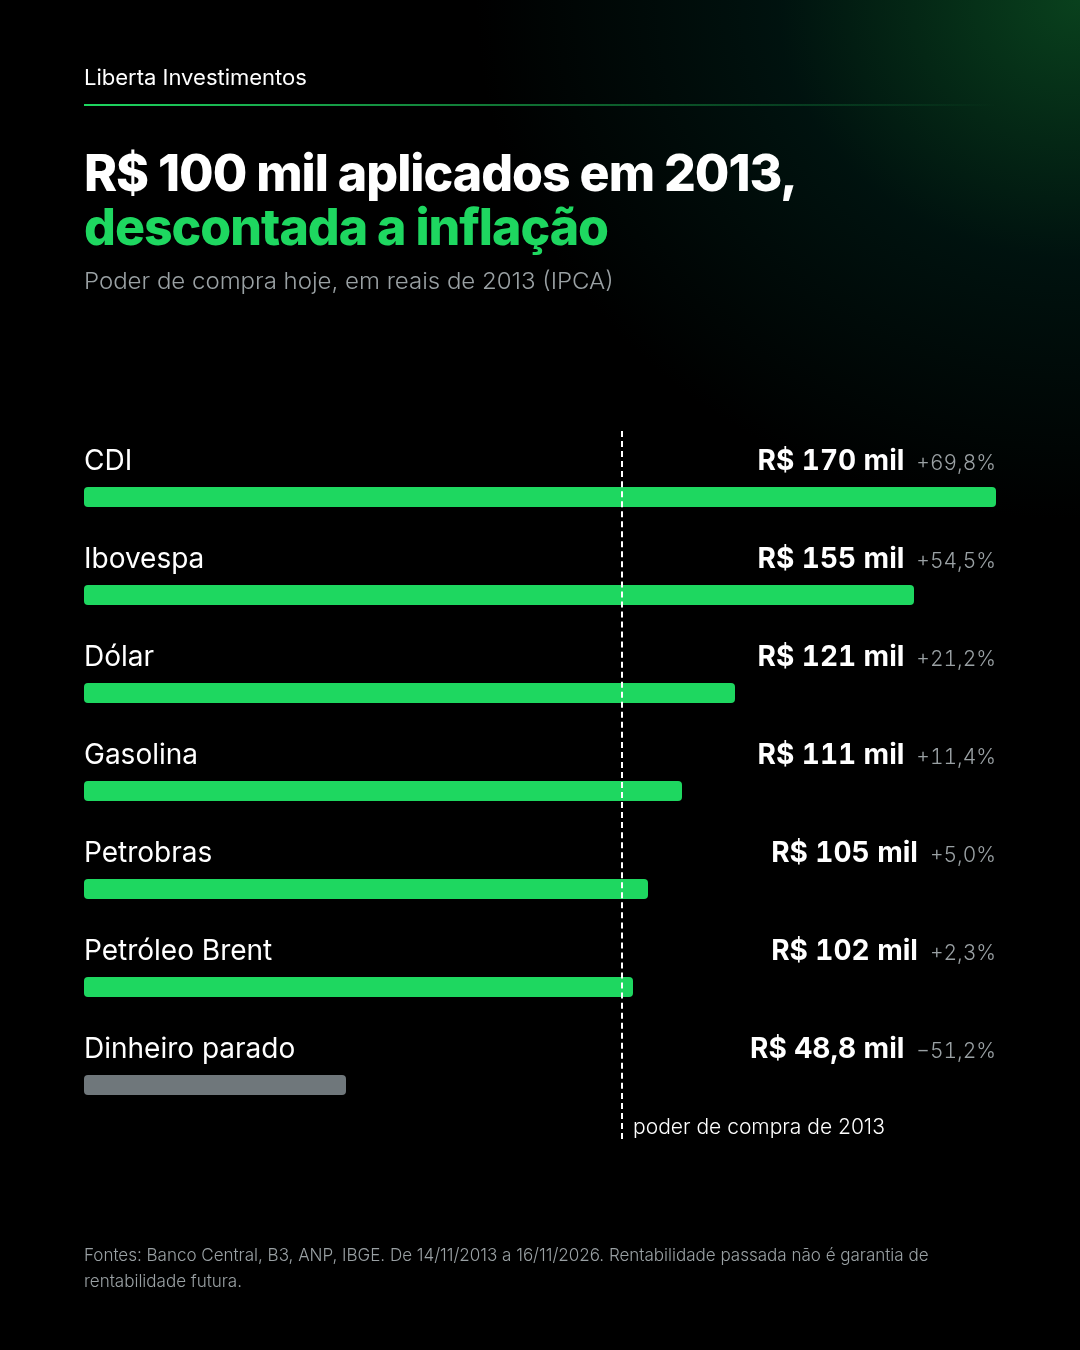 Liberta Investimentos
R$ 100 mil aplicados em 2013,
descontada a inflação
Poder de compra hoje, em reais de 2013 (IPCA)
CDI R$ 170 mil +69,8%
Ibovespa R$ 155 mil +54,5%
Dólar R$ 121 mil +21,2%
Gasolina R$ 111 mil +11,4%
Petrobras R$ 105 mil +5,0%
Petróleo Brent R$ 102 mil +2,3%
Dinheiro parado R$ 48,8 mil −51,2%
poder de compra de 2013
Fontes: Banco Central, B3, ANP, IBGE. De 14/11/2013 a 16/11/2026. Rentabilidade passada não é garantia de
rentabilidade futura.